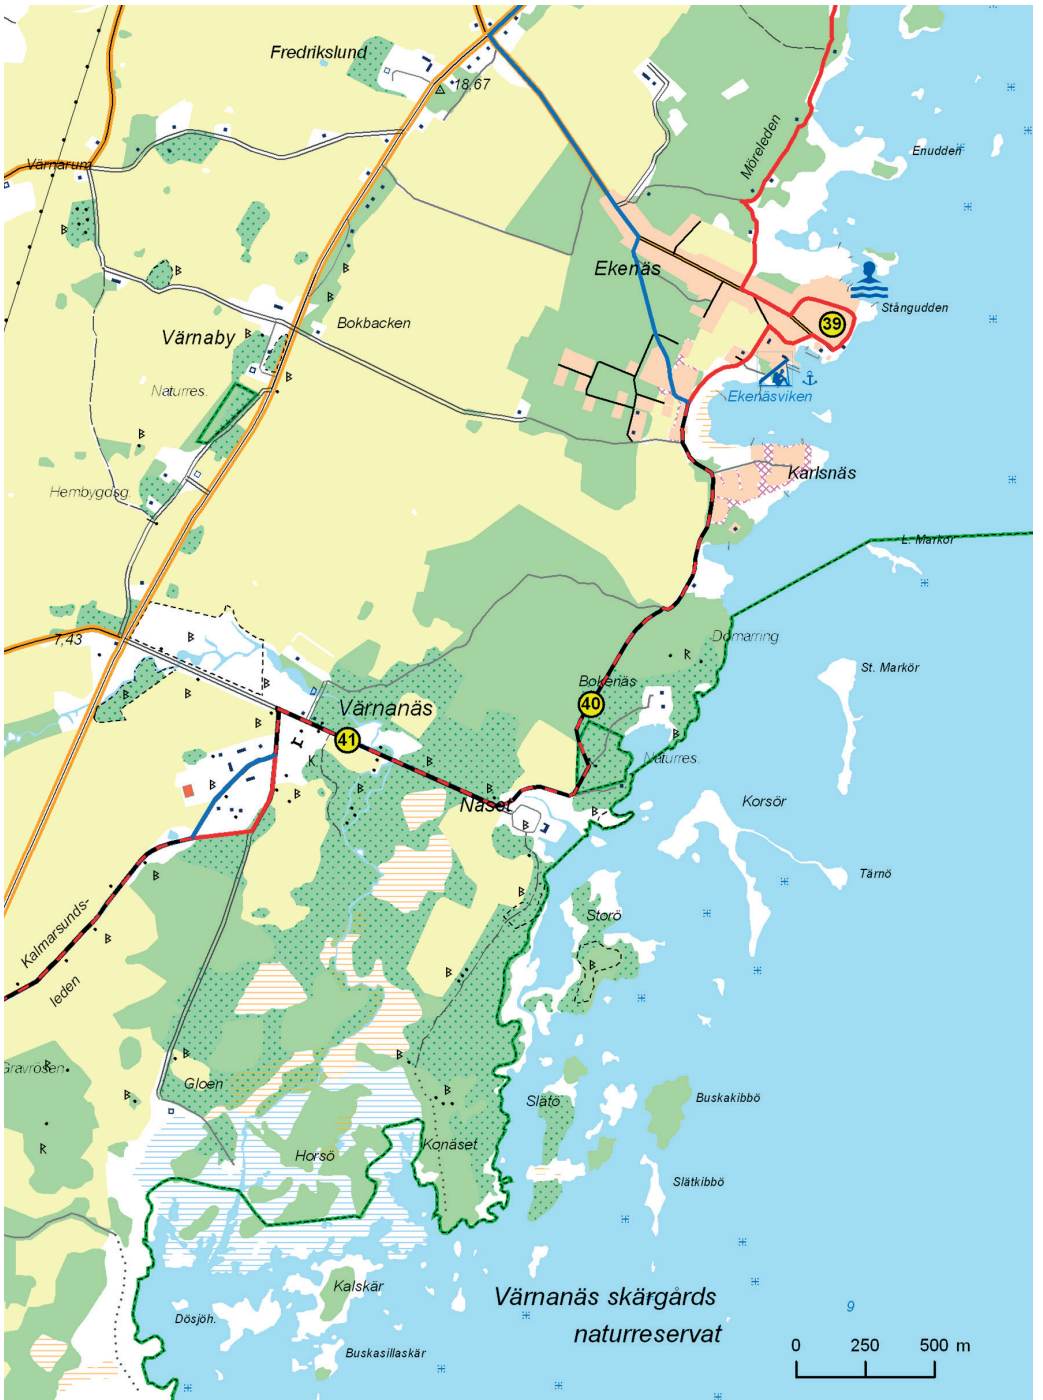 Fredrikslund
18,67
Värnarum
Möreleden
Enudden
Ekenäs
Stångudden
39
Bokbacken
Värnaby
Naturres.
Ekenäsviken
Karlsnäs
Hembygdsg.
L. Markör
7,43
Domarring
R
St. Markör
Bokenäs
40
Värnanäs
41
K
Naturres.
Näset
Korsör
Tärnö
Storö
Kalmarsunds-
leden
Gravrösen
Gloen
Slätö
Buskakibbö
Konäset
Horsö
R
Slätkibbö
Kalskär
Värnanäs skärgårds
naturreservat
9
Dösjöh.
Buskasillaskär
0 250 500 m